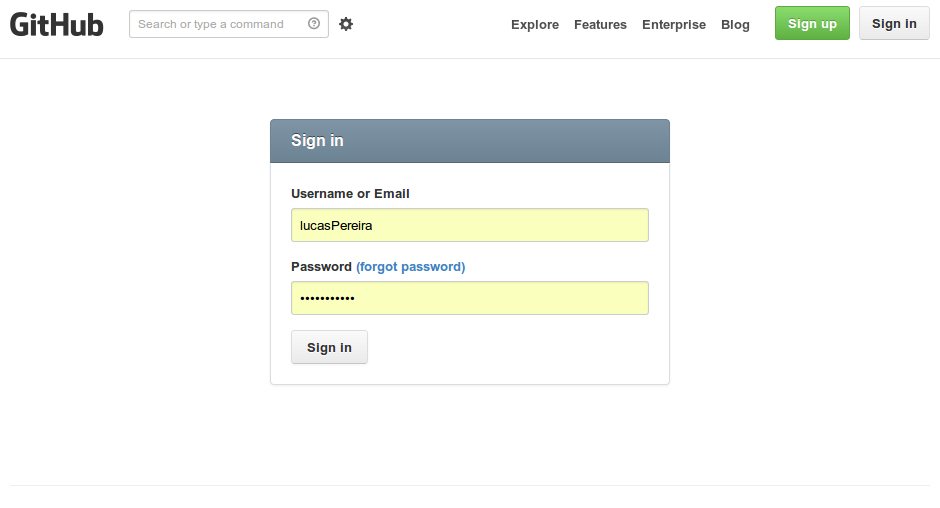 GitHub Search or type a command Explore Features Enterprise Blog Sign up Sign in
Sign in
Username or Email
lucasPereira
Password (forgot password)
•••••••••••
Sign in